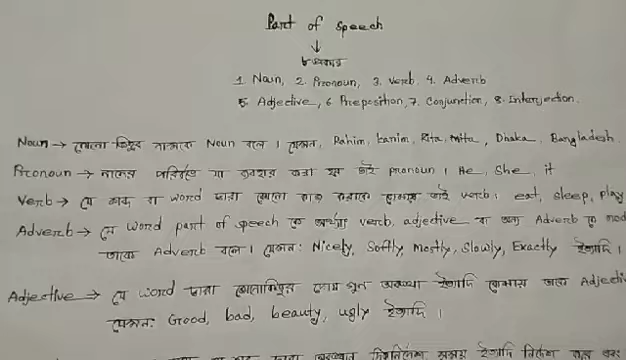 Part of speech
↓
৮ প্রকার
1. Noun, 2. Pronoun, 3. Verb. 4. Adverb
5. Adjective, 6 Preposition, 7. Conjunction, 8. Interjection.
Noun → কোনো কিছুর নামকে Noun বলে। যেমন, Rahim, karim, Rita, Mita, Dhaka, Bangladesh.
Pronoun → নামের পরিবর্তে যা ব্যবহার করা হয় তাই pronoun। He, She, it
Verb → যে word দ্বারা কোনো কাজ করাকে বোঝায় তাই verb। eat, sleep, play
Adverb → যে word part of speech কে অর্থাৎ verb, adjective বা অন্য Adverb কে mod
তাকে Adverb বলে। যেমন: Nicely, Softly, Mostly, Slowly, Exactly ইত্যাদি।
Adjective → যে word দ্বারা দোষ গুন অবস্থা ইত্যাদি বোঝায় তাকে Adjectiv
যেমন: Good, bad, beauty, ugly ইত্যাদি।